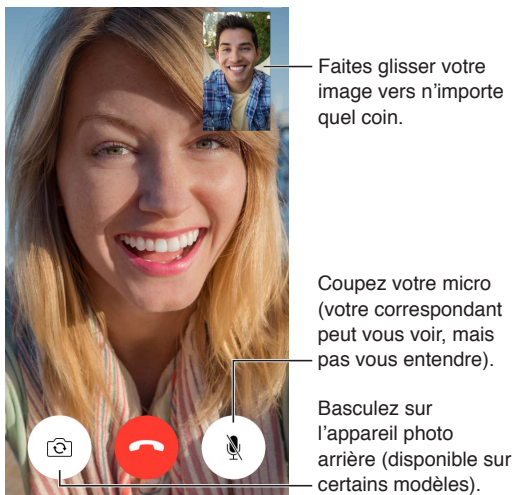 Faites glisser votre
image vers n’importe
quel coin.
Coupez votre micro
(votre correspondant
peut vous voir, mais
pas vous entendre).
Basculez sur
l’appareil photo
arrière (disponible sur
certains modèles).